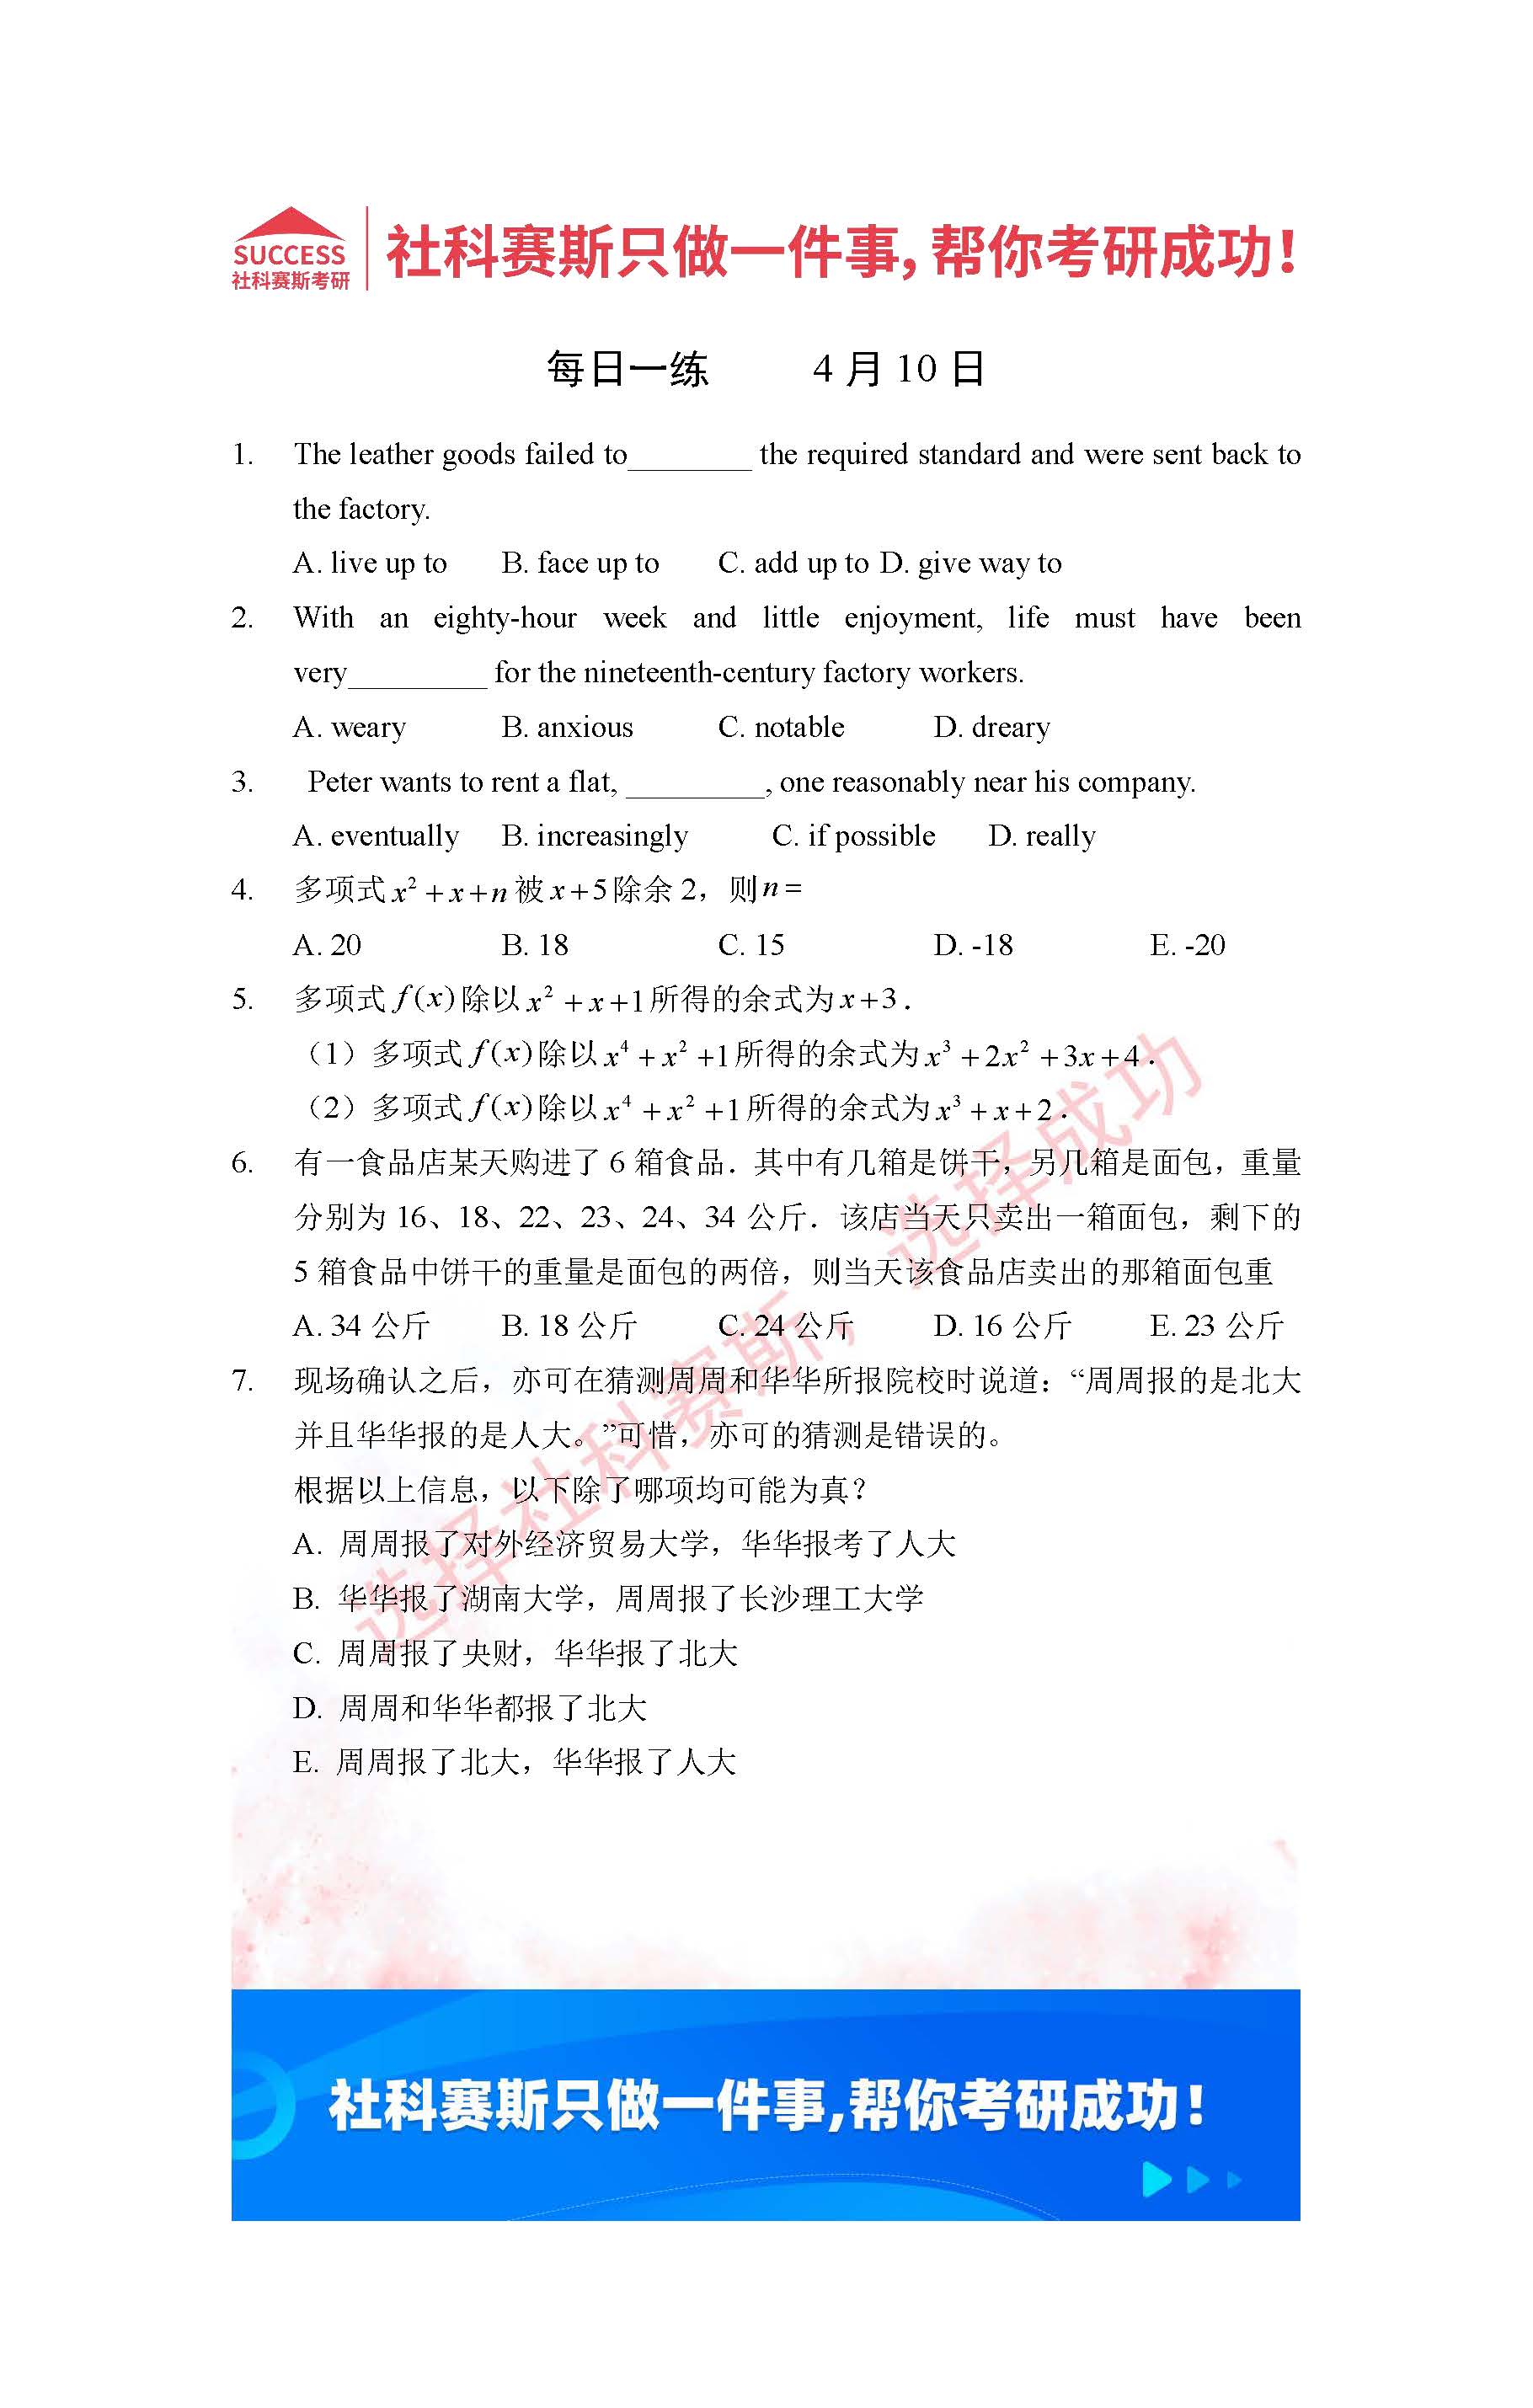 SUCCESS
社科赛斯考研
社科赛斯只做一件事，帮你考研成功！
每日一练 4 月 10 日
1. The leather goods failed to________ the required standard and were sent back to
the factory.
A. live up to B. face up to C. add up to D. give way to
2. With an eighty-hour week and little enjoyment, life must have been
very_________ for the nineteenth-century factory workers.
A. weary B. anxious C. notable D. dreary
3. Peter wants to rent a flat, _________, one reasonably near his company.
A. eventually B. increasingly C. if possible D. really
4. 多项式 x² + x + n 被 x + 5 除余 2，则 n =
A. 20 B. 18 C. 15 D. -18 E. -20
5. 多项式 f(x) 除以 x² + x + 1 所得的余式为 x + 3．
（1）多项式 f(x) 除以 x⁴ + x² + 1 所得的余式为 x³ + 2x² + 3x + 4．
（2）多项式 f(x) 除以 x⁴ + x² + 1 所得的余式为 x³ + x + 2．
6. 有一食品店某天购进了 6 箱食品．其中有几箱是饼干，另几箱是面包，重量
分别为 16、18、22、23、24、34 公斤．该店当天只卖出一箱面包，剩下的
5 箱食品中饼干的重量是面包的两倍，则当天该食品店卖出的那箱面包重
A. 34 公斤 B. 18 公斤 C. 24 公斤 D. 16 公斤 E. 23 公斤
7. 现场确认之后，亦可在猜测周周和华华所报院校时说道：“周周报的是北大
并且华华报的是人大。”可惜，亦可的猜测是错误的。
根据以上信息，以下除了哪项均可能为真？
A. 周周报了对外经济贸易大学，华华报考了人大
B. 华华报了湖南大学，周周报了长沙理工大学
C. 周周报了央财，华华报了北大
D. 周周和华华都报了北大
E. 周周报了北大，华华报了人大
选择社科赛斯，选择成功
社科赛斯只做一件事,帮你考研成功！